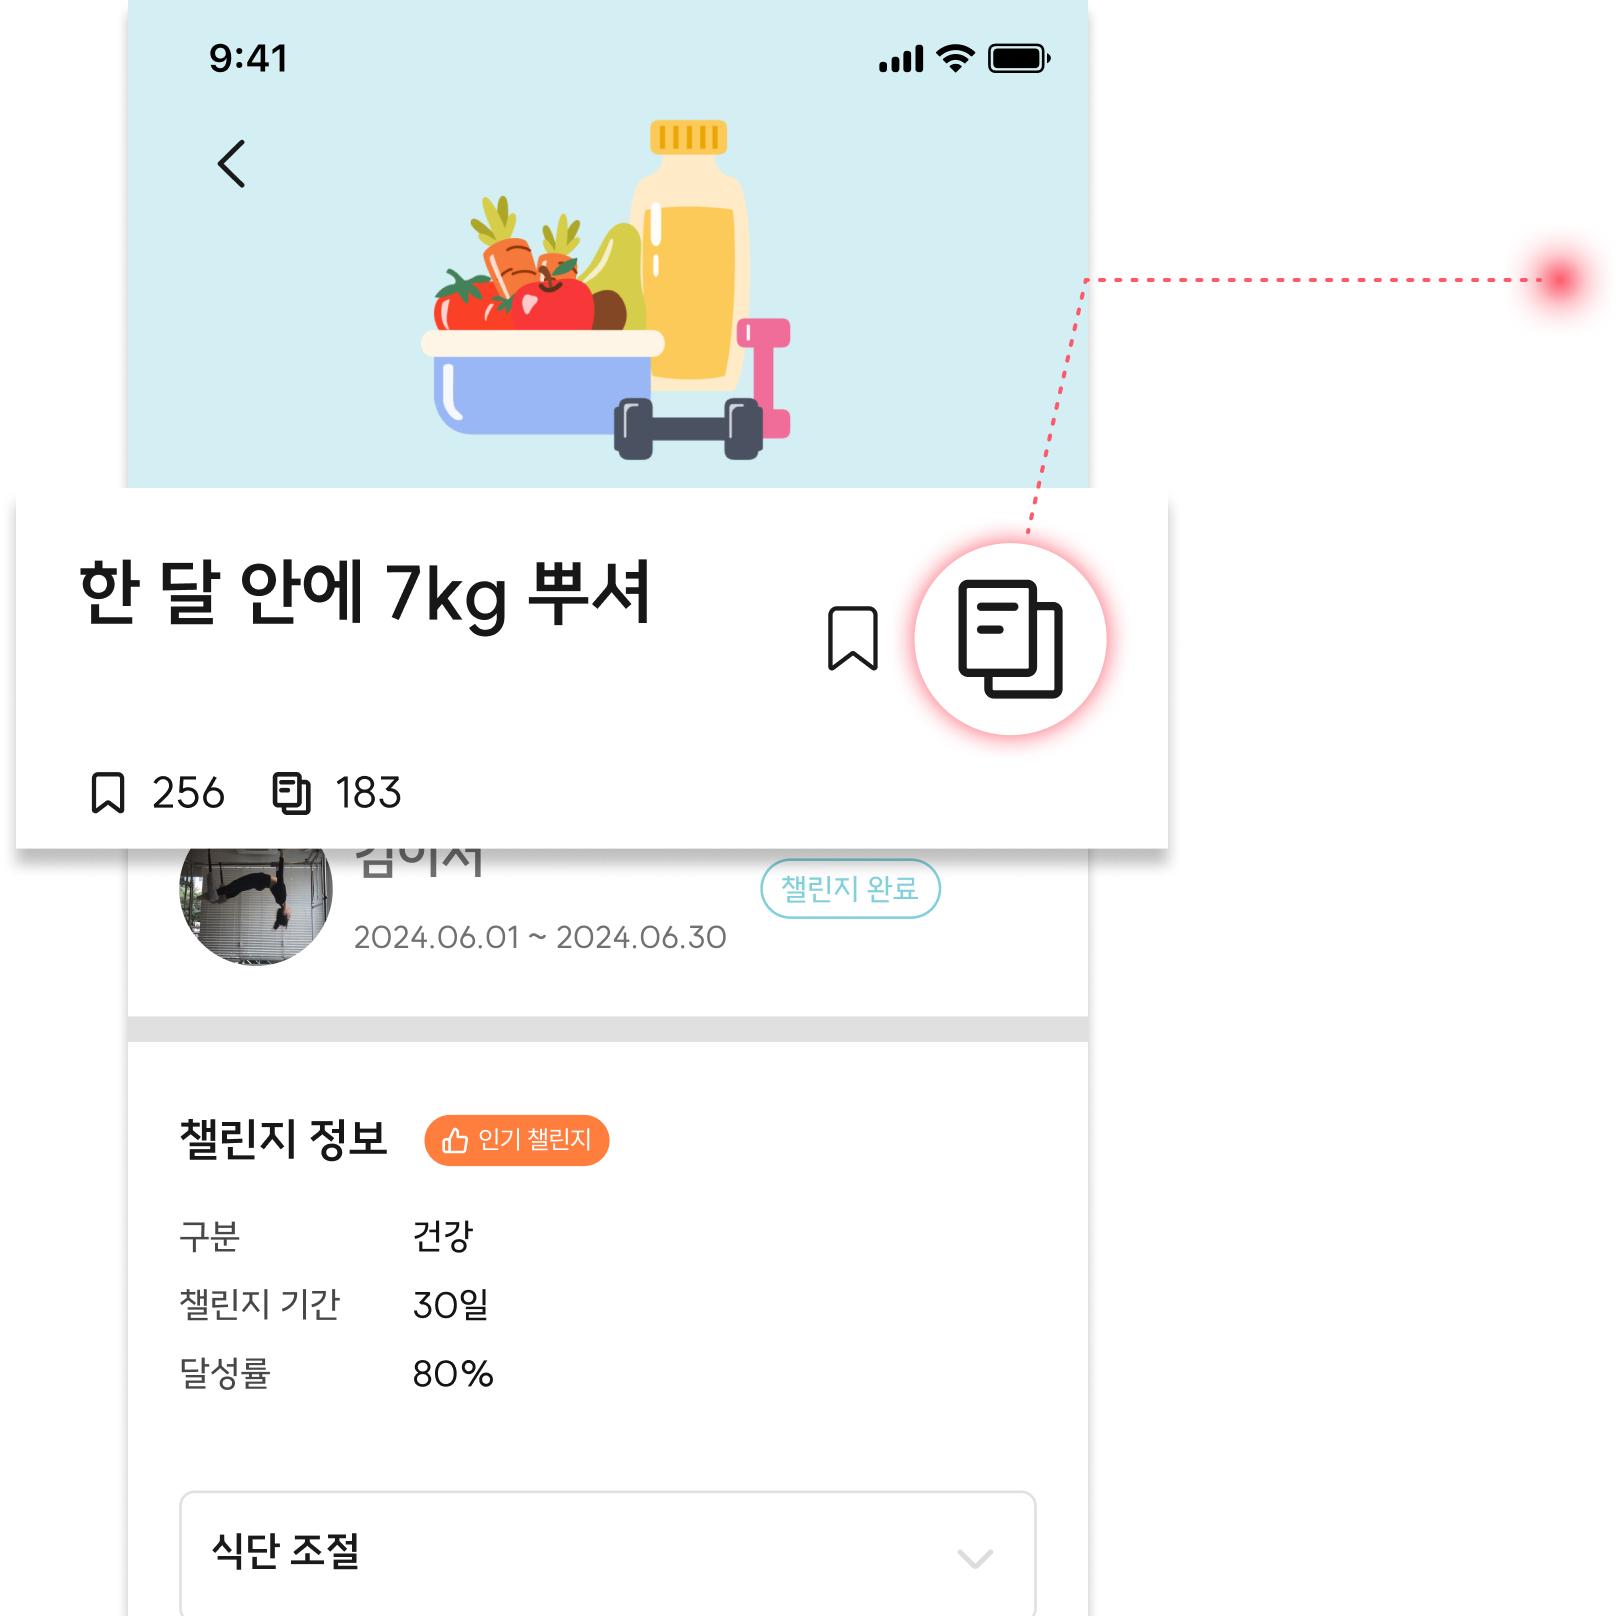 9:41
한 달 안에 7kg 뿌셔
256 183
챌린지 완료
2024.06.01 ~ 2024.06.30
챌린지 정보 인기 챌린지
구분 건강
챌린지 기간 30일
달성률 80%
식단 조절